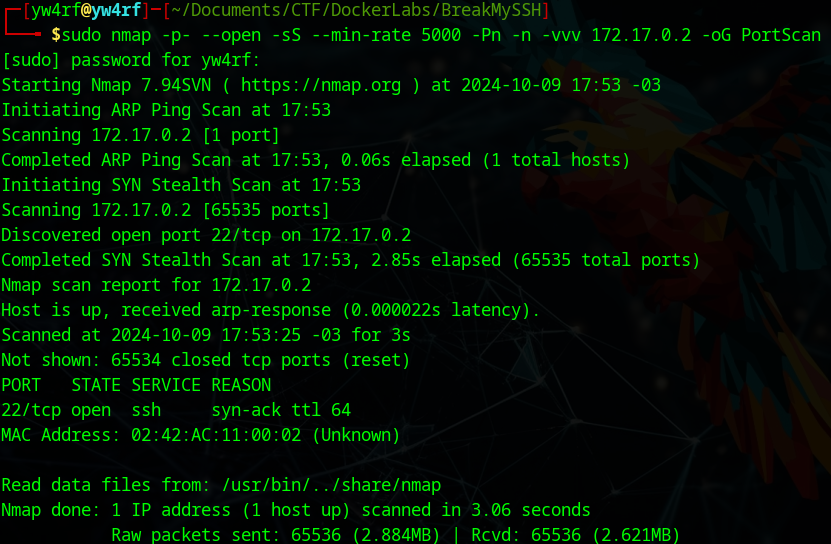 ┌─[yw4rf@yw4rf]─[~/Documents/CTF/DockerLabs/BreakMySSH]
└──╼ $sudo nmap -p- --open -sS --min-rate 5000 -Pn -n -vvv 172.17.0.2 -oG PortScan
[sudo] password for yw4rf:
Starting Nmap 7.94SVN ( https://nmap.org ) at 2024-10-09 17:53 -03
Initiating ARP Ping Scan at 17:53
Scanning 172.17.0.2 [1 port]
Completed ARP Ping Scan at 17:53, 0.06s elapsed (1 total hosts)
Initiating SYN Stealth Scan at 17:53
Scanning 172.17.0.2 [65535 ports]
Discovered open port 22/tcp on 172.17.0.2
Completed SYN Stealth Scan at 17:53, 2.85s elapsed (65535 total ports)
Nmap scan report for 172.17.0.2
Host is up, received arp-response (0.000022s latency).
Scanned at 2024-10-09 17:53:25 -03 for 3s
Not shown: 65534 closed tcp ports (reset)
PORT   STATE SERVICE REASON
22/tcp open  ssh     syn-ack ttl 64
MAC Address: 02:42:AC:11:00:02 (Unknown)
Read data files from: /usr/bin/../share/nmap
Nmap done: 1 IP address (1 host up) scanned in 3.06 seconds
           Raw packets sent: 65536 (2.884MB) | Rcvd: 65536 (2.621MB)